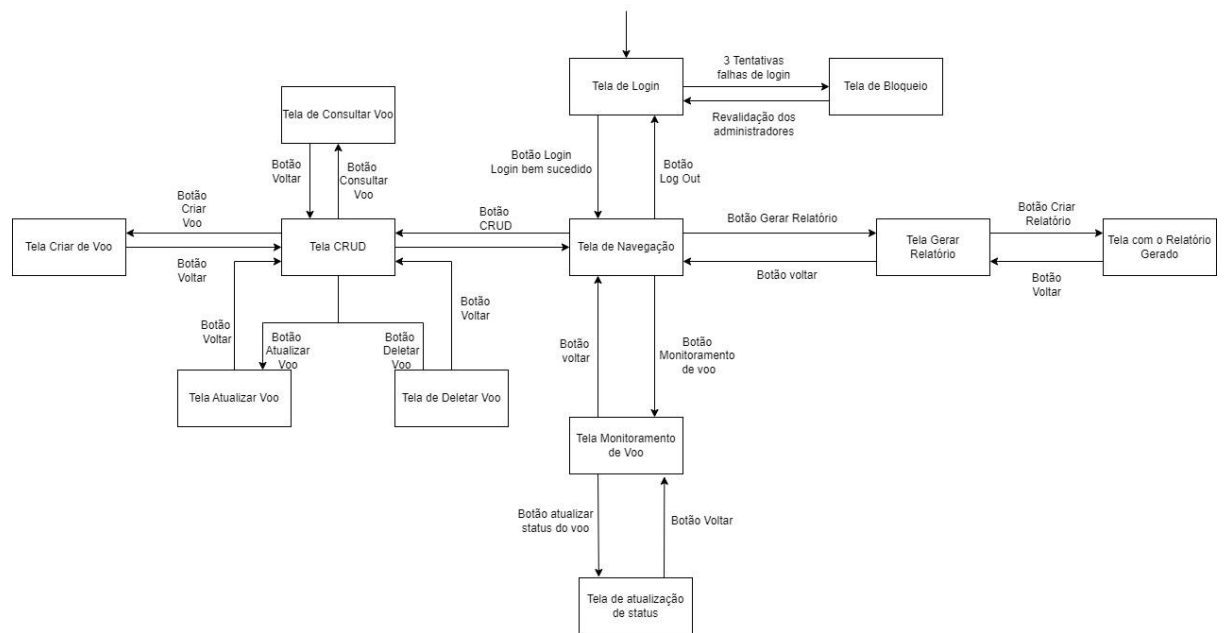 3 Tentativas
falhas de login
Tela de Login
Tela de Bloqueio
Revalidação dos
administradores
Tela de Consultar Voo
Botão Login
Login bem sucedido
Botão
Log Out
Botão
Voltar
Botão
Consultar
Voo
Botão
Criar
Voo
Botão
CRUD
Botão Gerar Relatório
Botão Criar
Relatório
Tela Criar de Voo
Tela CRUD
Tela de Navegação
Tela Gerar
Relatório
Tela com o Relatório
Gerado
Botão
Voltar
Botão voltar
Botão
Voltar
Botão
Voltar
Botão
Voltar
Botão
Atualizar
Voo
Botão
Deletar
Voo
Botão
voltar
Botão
Monitoramento
de voo
Tela Atualizar Voo
Tela de Deletar Voo
Tela Monitoramento
de Voo
Botão atualizar
status do voo
Botão Voltar
Tela de atualização
de status